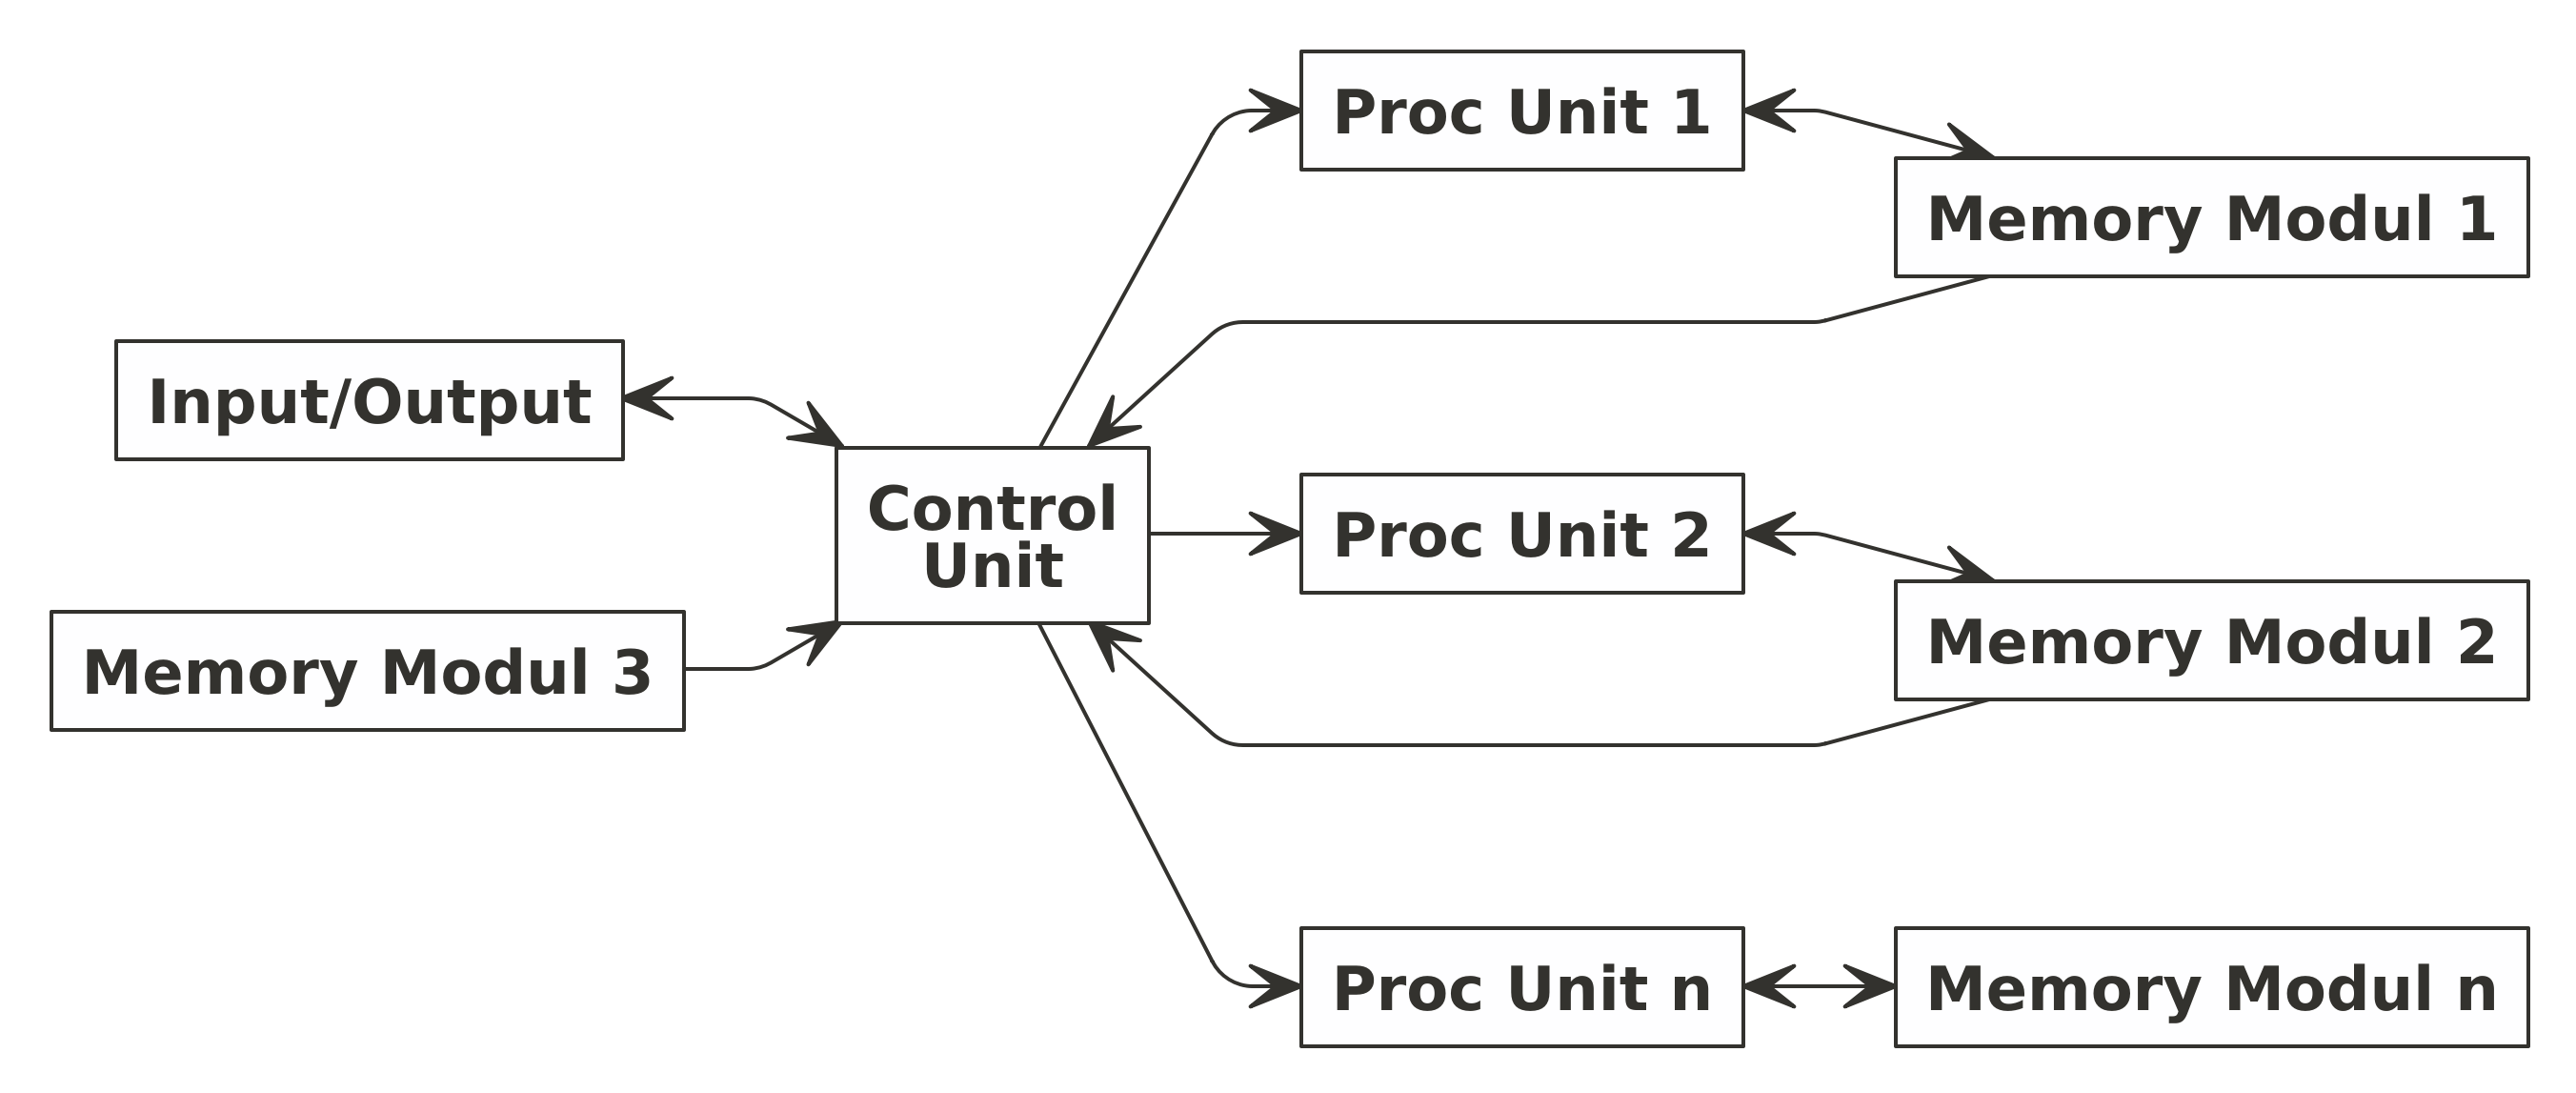 Proc Unit 1
Memory Modul 1
Input/Output
Control
Unit
Proc Unit 2
Memory Modul 2
Memory Modul 3
Proc Unit n
Memory Modul n